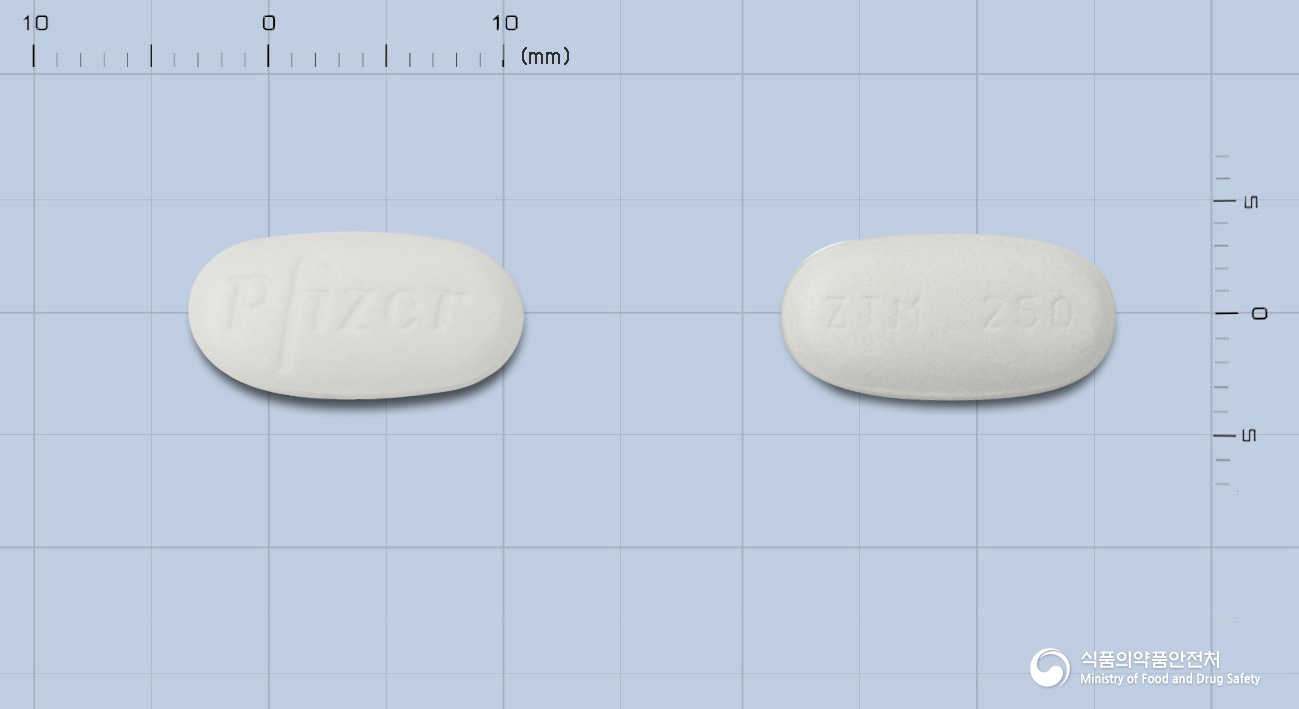 10 0 10
(mm)
5
0
5
Pfizer
ZTM 250
식품의약품안전처
Ministry of Food and Drug Safety